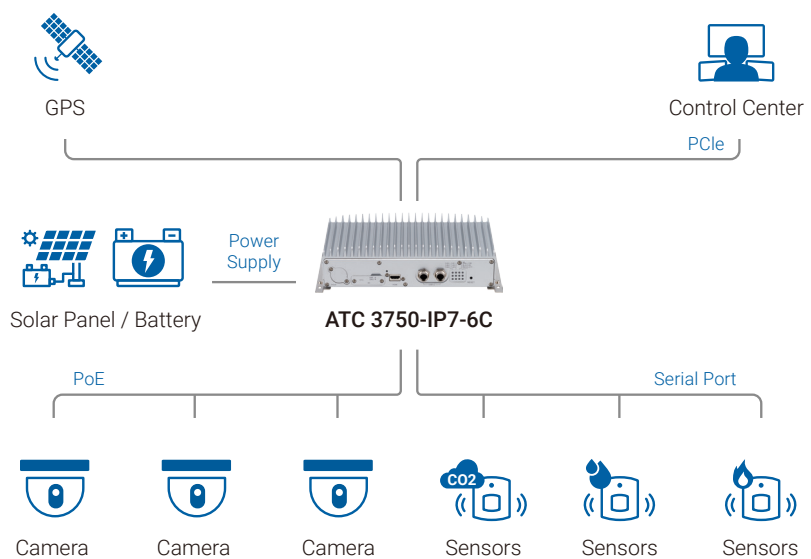 GPS
Control Center
PCIe
Power
Supply
Solar Panel / Battery
ATC 3750-IP7-6C
PoE
Serial Port
CO2
Camera
Camera
Camera
Sensors
Sensors
Sensors